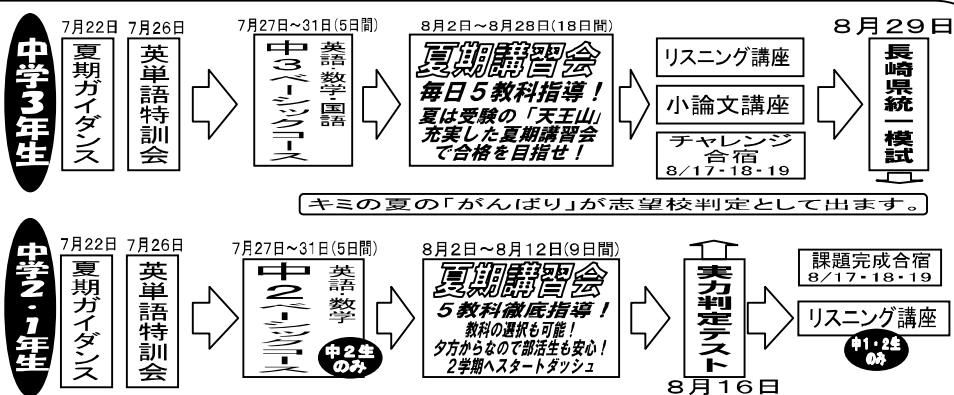 中学3年生
7月22日
夏期ガイダンス
7月26日
英単語特訓会
7月27日～31日(5日間)
英語・数学・国語
中3ベーシックコース
8月2日～8月28日(18日間)
夏期講習会
毎日5教科指導！
夏は受験の「天王山」
充実した夏期講習会
で合格を目指せ！
リスニング講座
小論文講座
チャレンジ
合宿
8/17・18・19
8月29日
長崎県統一模試
キミの夏の「がんばり」が志望校判定として出ます。
中学2・1年生
7月22日
夏期ガイダンス
7月26日
英単語特訓会
7月27日～31日(5日間)
英語・数学
中2ベーシックコース
中2生
のみ
8月2日～8月12日(9日間)
夏期講習会
5教科徹底指導！
教科の選択も可能！
夕方からなので部活生も安心！
2学期へスタートダッシュ
実力判定テスト
8月16日
課題完成合宿
8/17・18・19
リスニング講座
中1・2生
のみ